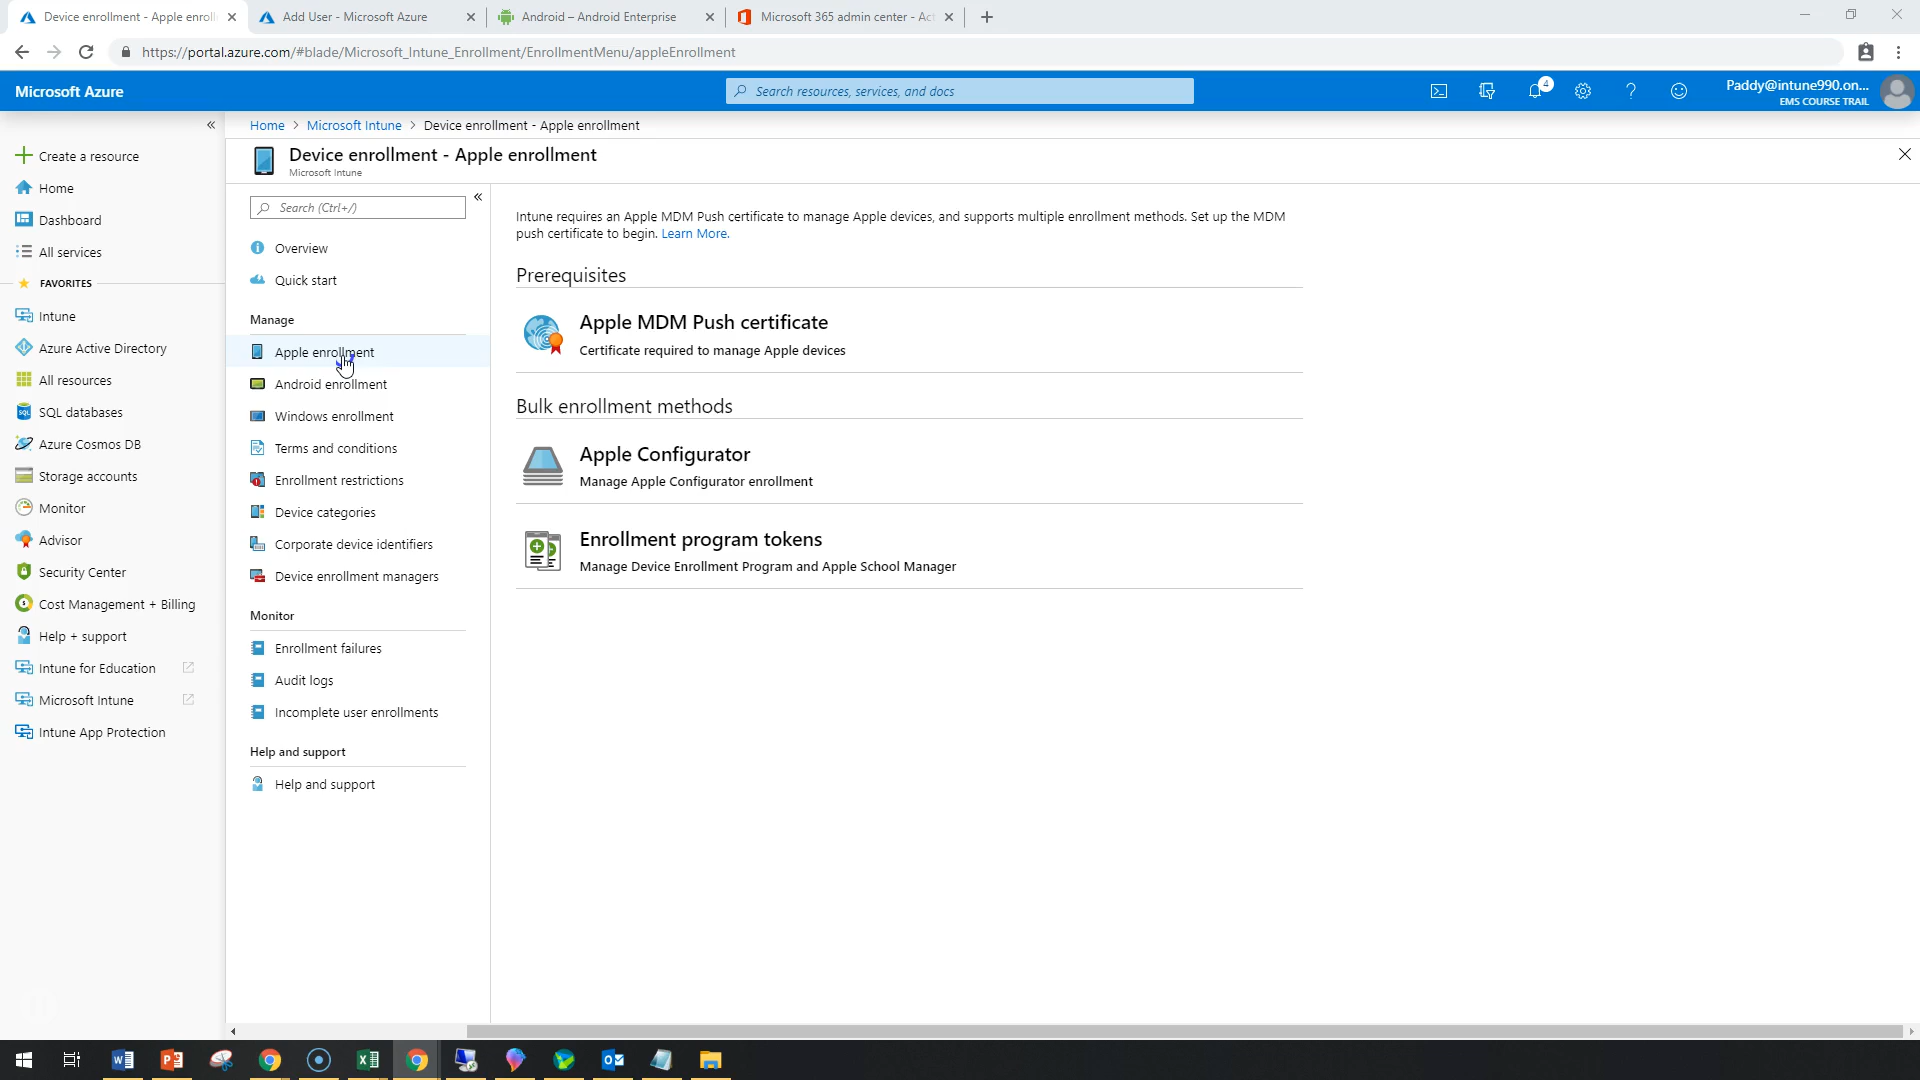 Device enrollment - Apple enroll
Add User - Microsoft Azure
Android – Android Enterprise
Microsoft 365 admin center - Ac
https://portal.azure.com/#blade/Microsoft_Intune_Enrollment/EnrollmentMenu/appleEnrollment
Microsoft Azure
Search resources, services, and docs
4
Paddy@intune990.on...
EMS COURSE TRAIL
Home > Microsoft Intune > Device enrollment - Apple enrollment
Device enrollment - Apple enrollment
Microsoft Intune
Create a resource
Home
Dashboard
All services
FAVORITES
Intune
Azure Active Directory
All resources
SQL databases
Azure Cosmos DB
Storage accounts
Monitor
Advisor
Security Center
Cost Management + Billing
Help + support
Intune for Education
Microsoft Intune
Intune App Protection
Search (Ctrl+/)
Overview
Quick start
Manage
Apple enrollment
Android enrollment
Windows enrollment
Terms and conditions
Enrollment restrictions
Device categories
Corporate device identifiers
Device enrollment managers
Monitor
Enrollment failures
Audit logs
Incomplete user enrollments
Help and support
Help and support
Intune requires an Apple MDM Push certificate to manage Apple devices, and supports multiple enrollment methods. Set up the MDM
push certificate to begin. Learn More.
Prerequisites
Apple MDM Push certificate
Certificate required to manage Apple devices
Bulk enrollment methods
Apple Configurator
Manage Apple Configurator enrollment
Enrollment program tokens
Manage Device Enrollment Program and Apple School Manager